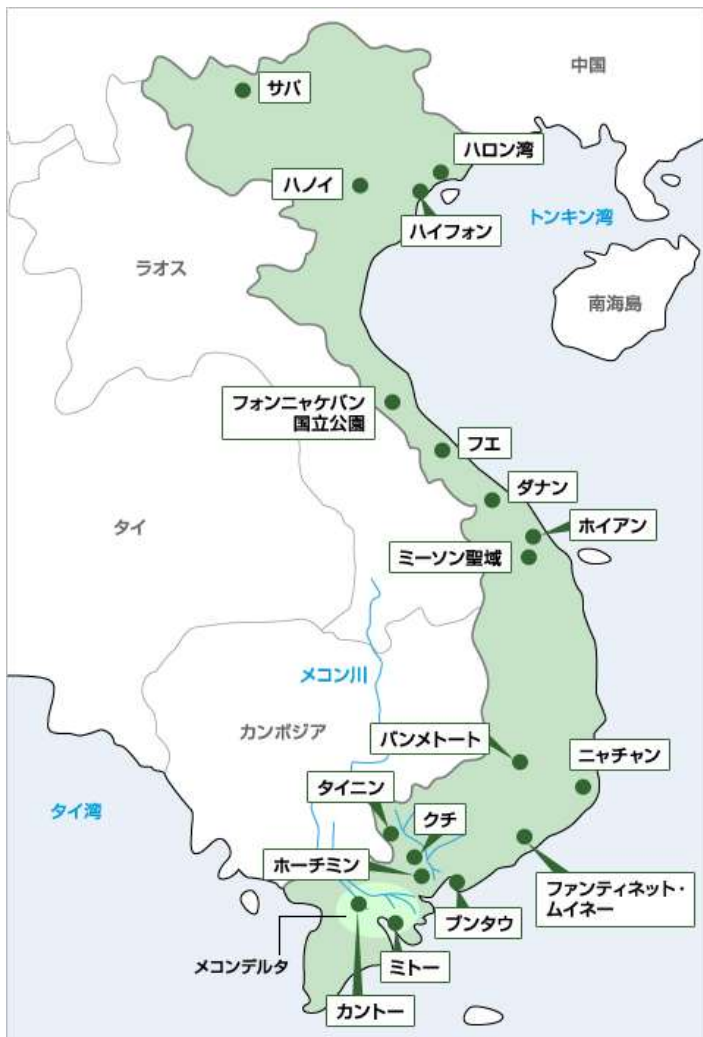 中国
サパ
ハロン湾
ハノイ
ハイフォン
トンキン湾
ラオス
南海島
フォンニャケバン
国立公園
フエ
ダナン
タイ
ホイアン
ミーソン聖域
メコン川
カンボジア
バンメトート
ニャチャン
タイニン
タイ湾
クチ
ホーチミン
ファンティネット・
ムイネー
ブンタウ
メコンデルタ
ミトー
カントー